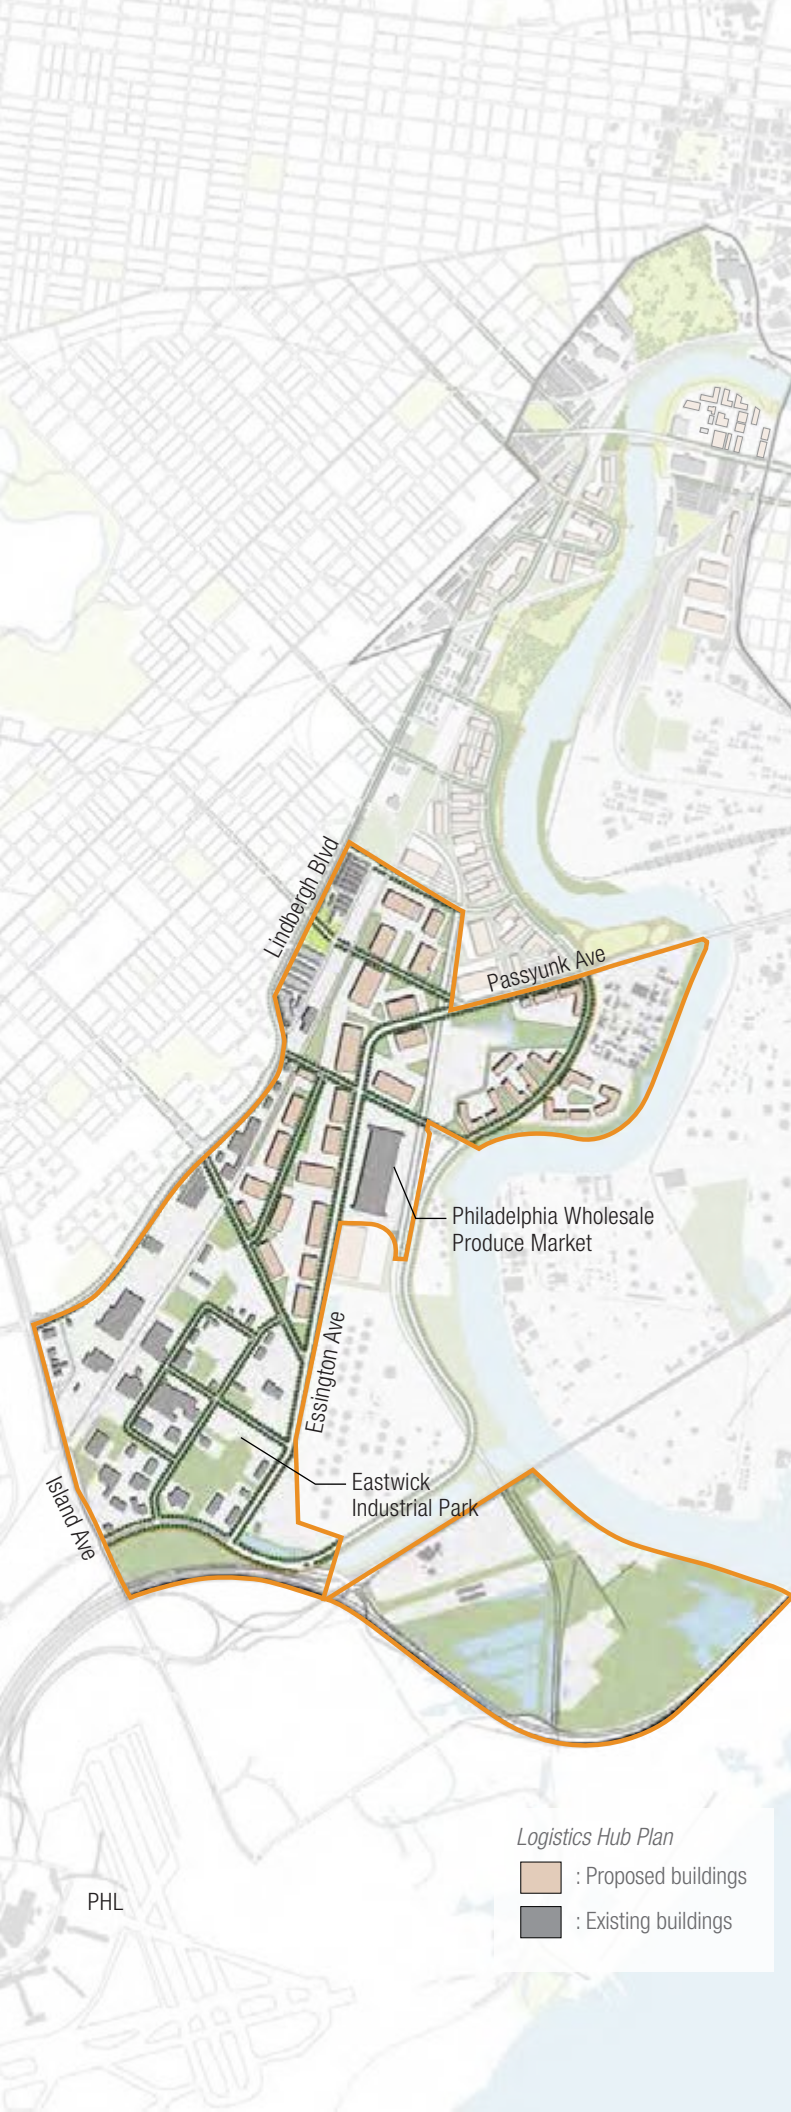 Lindbergh Blvd
Passyunk Ave
Philadelphia Wholesale
Produce Market
Essington Ave
Eastwick
Industrial Park
Island Ave
Logistics Hub Plan
: Proposed buildings
: Existing buildings
PHL